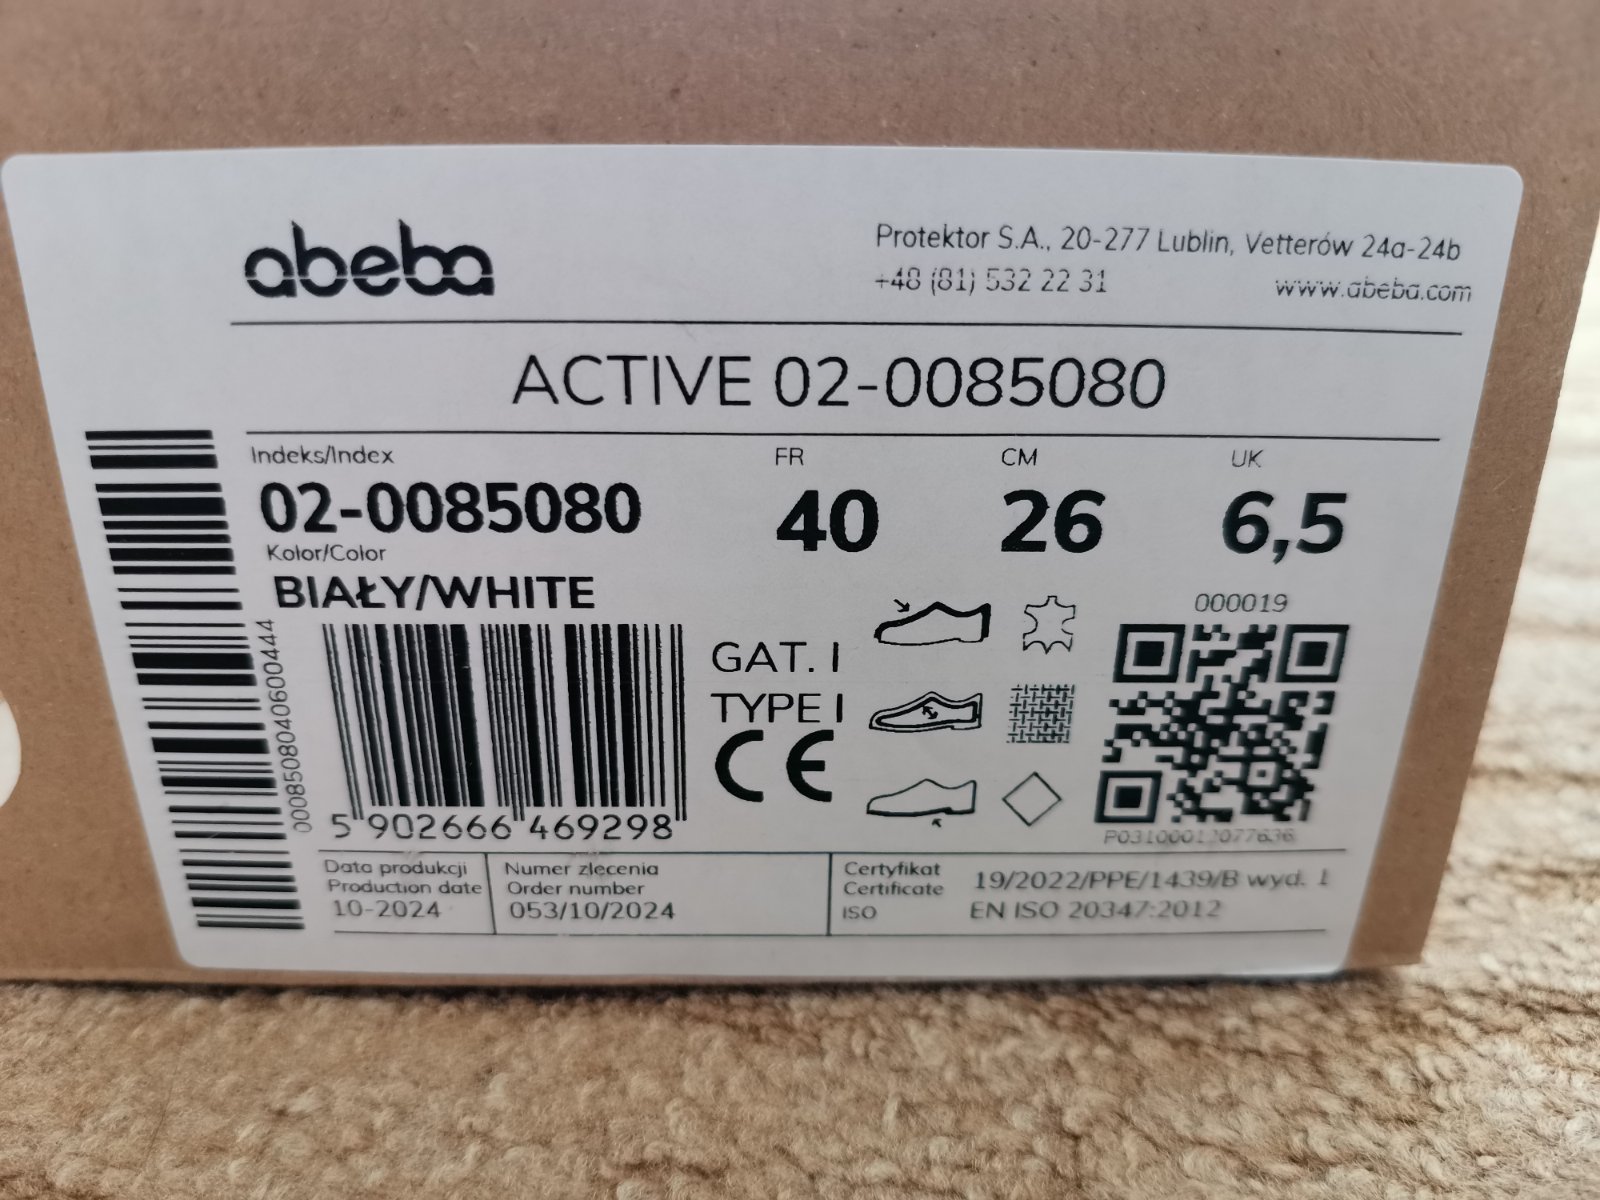 abeba
Protektor S.A., 20-277 Lublin, Vetterów 24a-24b
+48 (81) 532 22 31
www.abeba.com
ACTIVE 02-0085080
Indeks/Index
02-0085080
Kolor/Color
BIAŁY/WHITE
FR
40
CM
26
UK
6,5
000850804060​0444
5 902666 469298
GAT. I
TYPE I
CE
000019
P031000012077636
Data produkcji
Production date
10-2024
Numer zlecenia
Order number
053/10/2024
Certyfikat
Certificate
19/2022/PPE/1439/B wyd. 1
ISO
EN ISO 20347:2012